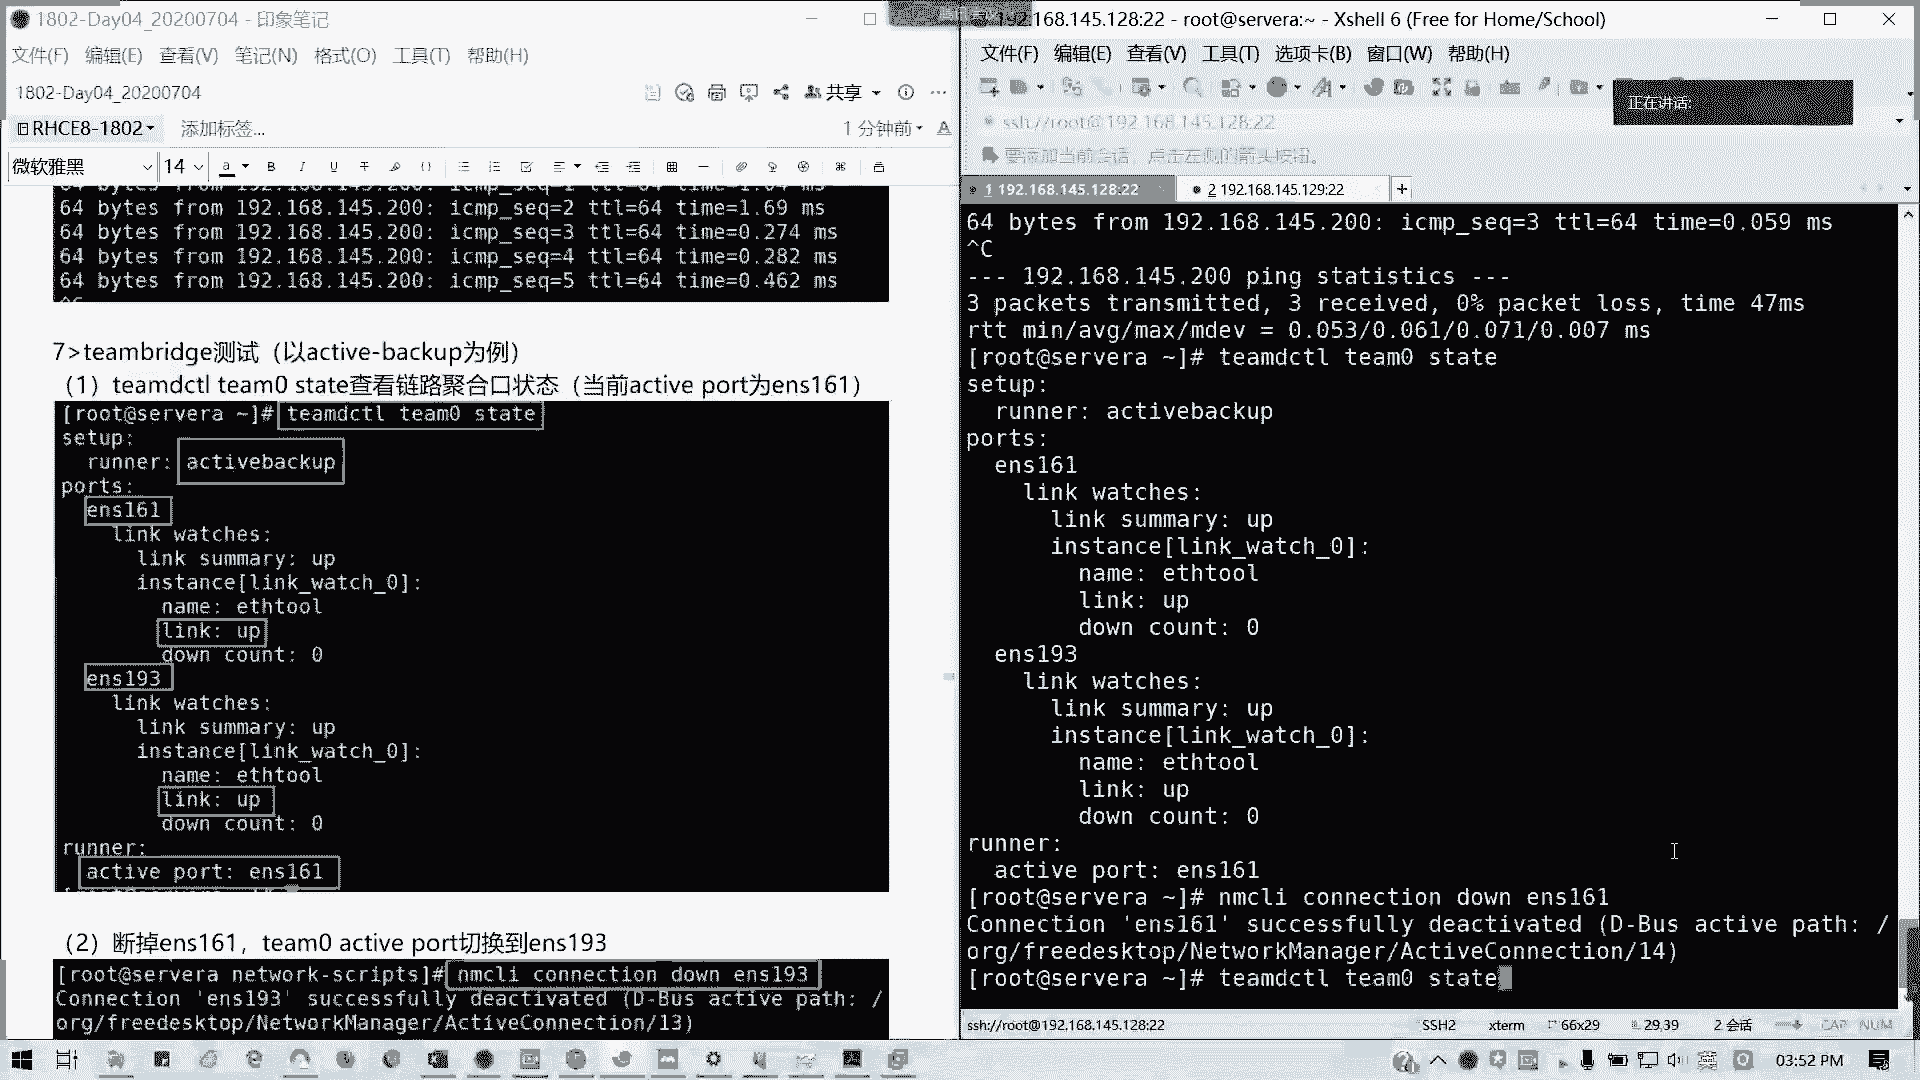 1802-Day04_20200704 - 印象笔记
文件(F) 编辑(E) 查看(V) 笔记(N) 格式(O) 工具(T) 帮助(H)
1802-Day04_20200704
共享
RHCE8-1802
添加标签...
1 分钟前
微软雅黑
14
64 bytes from 192.168.145.200: icmp_seq=2 ttl=64 time=1.69 ms
64 bytes from 192.168.145.200: icmp_seq=3 ttl=64 time=0.274 ms
64 bytes from 192.168.145.200: icmp_seq=4 ttl=64 time=0.282 ms
64 bytes from 192.168.145.200: icmp_seq=5 ttl=64 time=0.462 ms
7>teambridge测试（以active-backup为例）
（1）teamdctl team0 state查看链路聚合口状态（当前active port为ens161）
[root@servera ~]# teamdctl team0 state
setup:
runner: activebackup
ports:
ens161
link watches:
link summary: up
instance[link_watch_0]:
name: ethtool
link: up
down count: 0
ens193
link watches:
link summary: up
instance[link_watch_0]:
name: ethtool
link: up
down count: 0
runner:
active port: ens161
（2）断掉ens161，team0 active port切换到ens193
[root@servera network-scripts]# nmcli connection down ens193
Connection 'ens193' successfully deactivated (D-Bus active path: /
org/freedesktop/NetworkManager/ActiveConnection/13)
192.168.145.128:22 - root@servera:~ - Xshell 6 (Free for Home/School)
文件(F) 编辑(E) 查看(V) 工具(T) 选项卡(B) 窗口(W) 帮助(H)
正在讲话:
ssh://root@192.168.145.128:22
要添加当前会话，点击左侧的箭头按钮。
1 192.168.145.128:22
2 192.168.145.129:22
64 bytes from 192.168.145.200: icmp_seq=3 ttl=64 time=0.059 ms
^C
--- 192.168.145.200 ping statistics ---
3 packets transmitted, 3 received, 0% packet loss, time 47ms
rtt min/avg/max/mdev = 0.053/0.061/0.071/0.007 ms
[root@servera ~]# teamdctl team0 state
setup:
runner: activebackup
ports:
ens161
link watches:
link summary: up
instance[link_watch_0]:
name: ethtool
link: up
down count: 0
ens193
link watches:
link summary: up
instance[link_watch_0]:
name: ethtool
link: up
down count: 0
runner:
active port: ens161
[root@servera ~]# nmcli connection down ens161
Connection 'ens161' successfully deactivated (D-Bus active path: /
org/freedesktop/NetworkManager/ActiveConnection/14)
[root@servera ~]# teamdctl team0 state
ssh://root@192.168.145.128:22
SSH2
xterm
66x29
29,39
2 会话
CAP NUM
英
03:52 PM